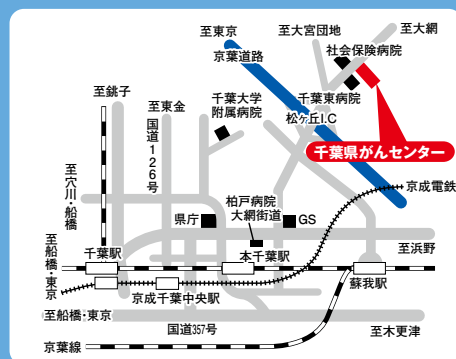 至東京
京葉道路
至大宮団地
至大網
社会保険病院
千葉東病院
松ヶ丘I.C
千葉県がんセンター
至銚子
至東金
国道126号
千葉大学
附属病院
至穴川・船橋
京成電鉄
柏戸病院
大網街道
県庁
GS
至浜野
至船橋・東京
千葉駅
本千葉駅
蘇我駅
京成千葉中央駅
至船橋・東京
国道357号
至木更津
京葉線